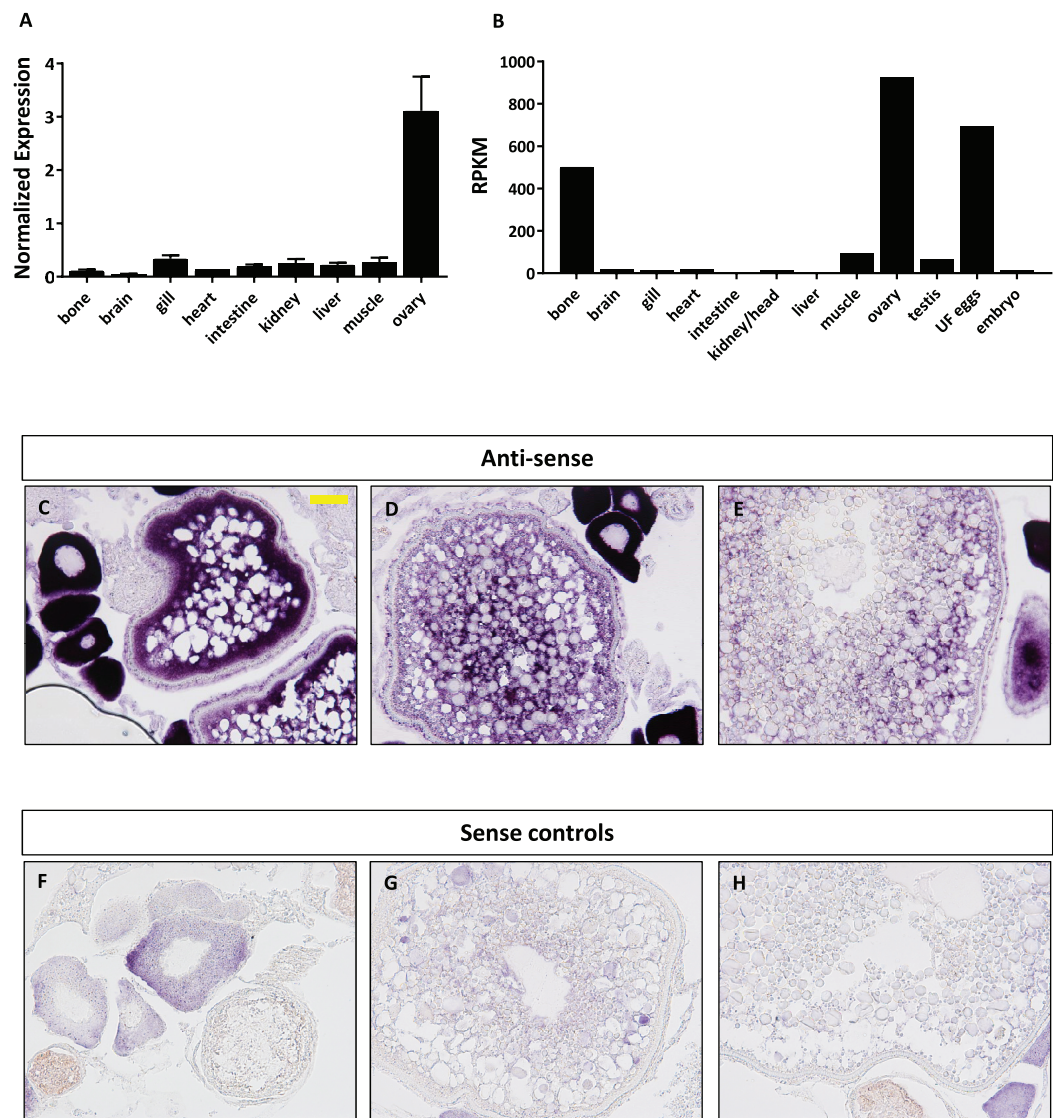 A
B
Normalized Expression
4
3
2
1
0
bone
brain
gill
heart
intestine
kidney
liver
muscle
ovary
RPKM
1000
800
600
400
200
0
bone
brain
gill
heart
intestine
kidney/head
liver
muscle
ovary
testis
UF eggs
embryo
Anti-sense
C
D
E
Sense controls
F
G
H